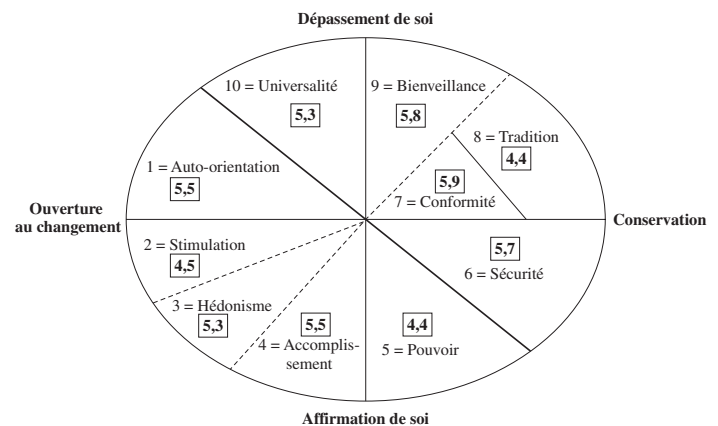 Dépassement de soi
10 = Universalité
5,3
9 = Bienveillance
5,8
8 = Tradition
4,4
1 = Auto-orientation
5,5
5,9
7 = Conformité
Ouverture
au changement
Conservation
2 = Stimulation
4,5
5,7
6 = Sécurité
3 = Hédonisme
5,3
5,5
4 = Accomplis-
sement
4,4
5 = Pouvoir
Affirmation de soi